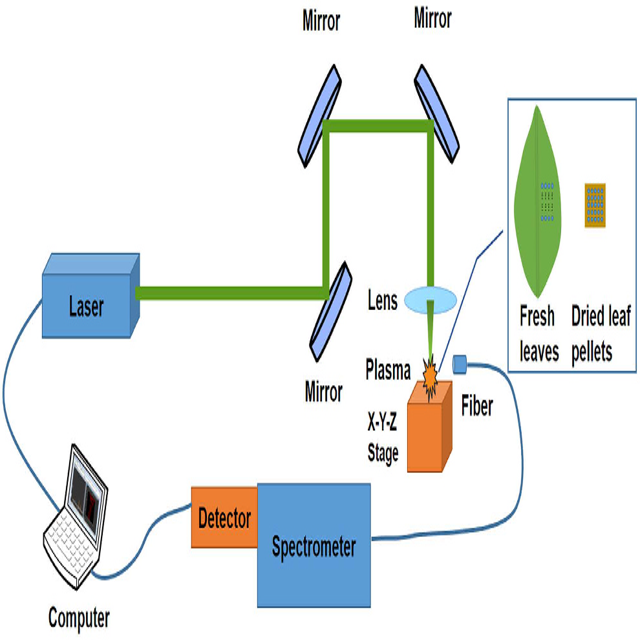 Mirror
Mirror
Laser
Lens
Fresh
leaves
Dried leaf
pellets
Plasma
Mirror
X-Y-Z
Stage
Fiber
Detector
Spectrometer
Computer